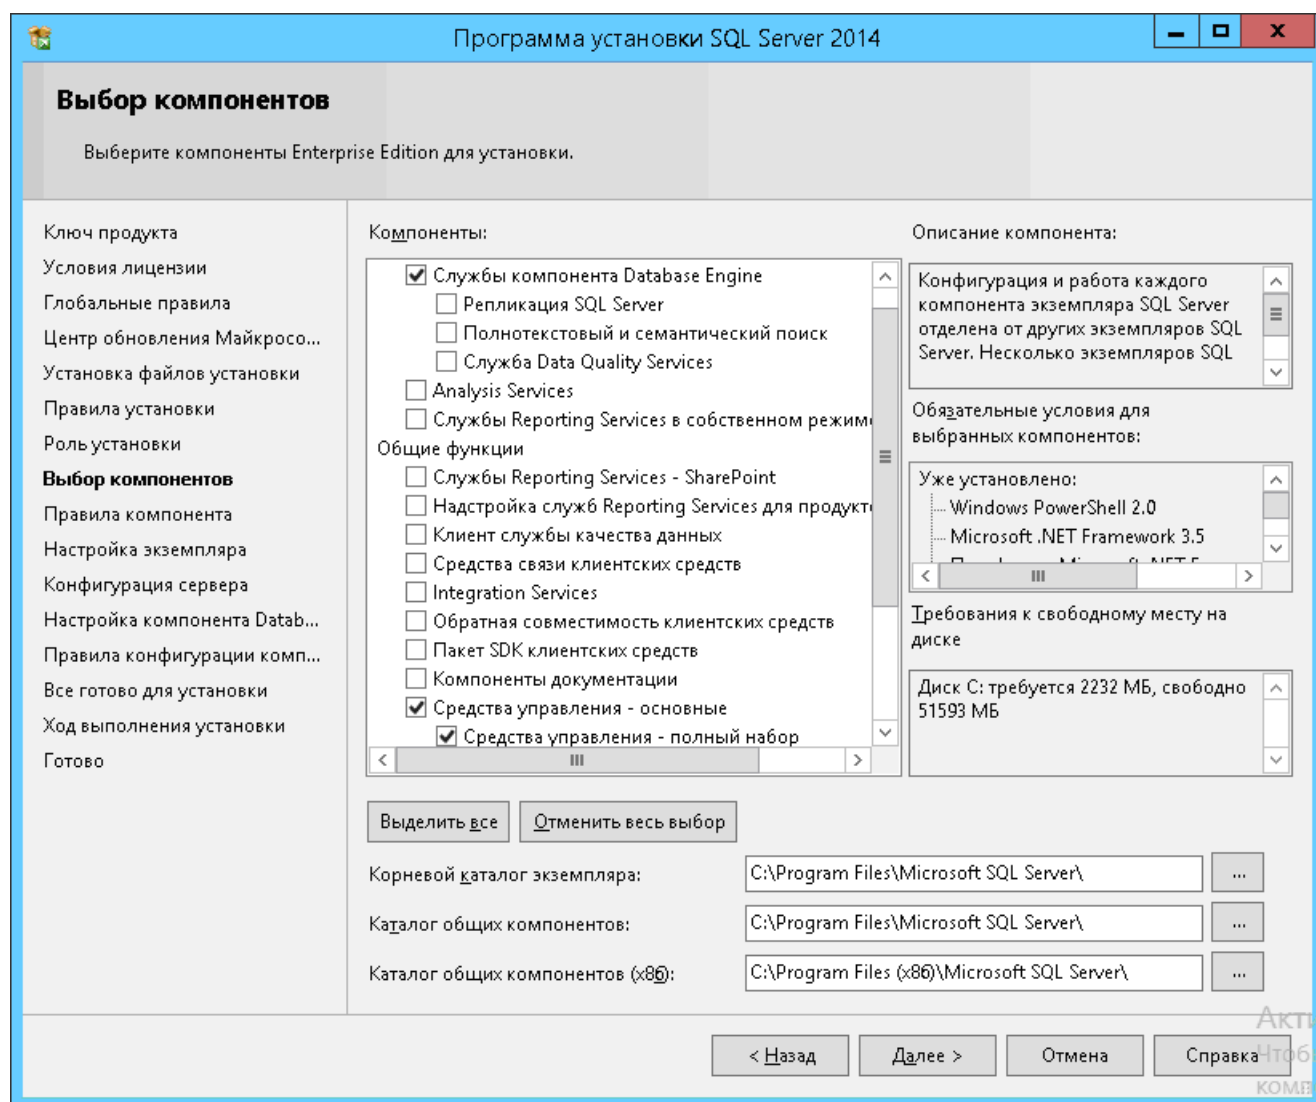 Программа установки SQL Server 2014
Выбор компонентов
Выберите компоненты Enterprise Edition для установки.
Ключ продукта
Условия лицензии
Глобальные правила
Центр обновления Майкросо...
Установка файлов установки
Правила установки
Роль установки
Выбор компонентов
Правила компонента
Настройка экземпляра
Конфигурация сервера
Настройка компонента Datab...
Правила конфигурации комп...
Все готово для установки
Ход выполнения установки
Готово
Компоненты:
Службы компонента Database Engine
Репликация SQL Server
Полнотекстовый и семантический поиск
Служба Data Quality Services
Analysis Services
Службы Reporting Services в собственном режим
Общие функции
Службы Reporting Services - SharePoint
Надстройка служб Reporting Services для продукт
Клиент службы качества данных
Средства связи клиентских средств
Integration Services
Обратная совместимость клиентских средств
Пакет SDK клиентских средств
Компоненты документации
Средства управления - основные
Средства управления - полный набор
Выделить все
Отменить весь выбор
Описание компонента:
Конфигурация и работа каждого
компонента экземпляра SQL Server
отделена от других экземпляров SQL
Server. Несколько экземпляров SQL
Обязательные условия для
выбранных компонентов:
Уже установлено:
Windows PowerShell 2.0
Microsoft .NET Framework 3.5
Требования к свободному месту на
диске
Диск C: требуется 2232 МБ, свободно
51593 МБ
Корневой каталог экземпляра:
C:\Program Files\Microsoft SQL Server\
...
Каталог общих компонентов:
C:\Program Files\Microsoft SQL Server\
...
Каталог общих компонентов (x86):
C:\Program Files (x86)\Microsoft SQL Server\
...
< Назад
Далее >
Отмена
Справка
Акти
Чтоб